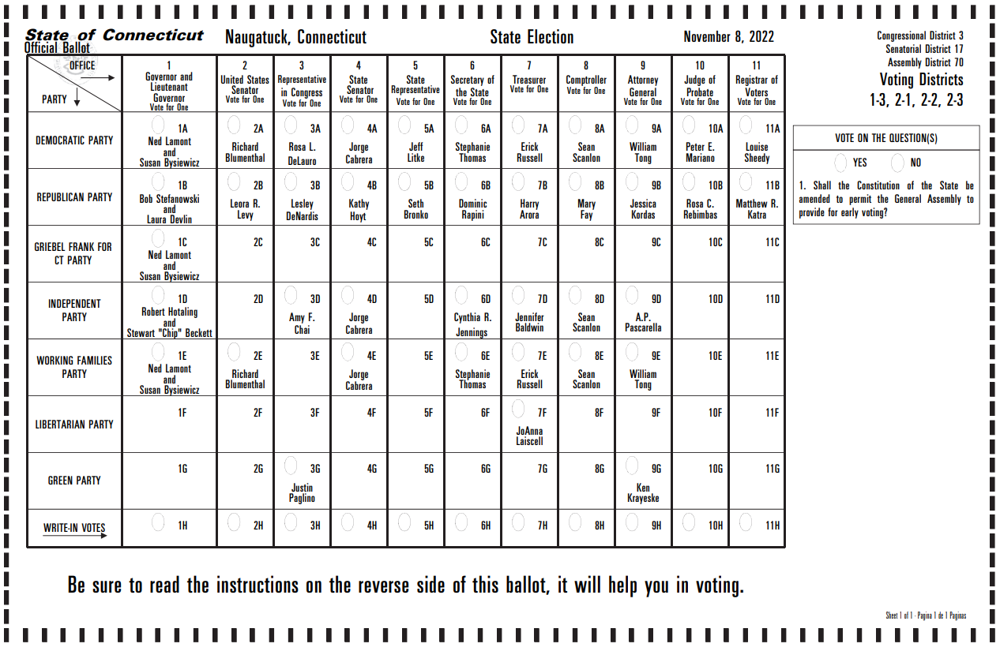 State of Connecticut
Official Ballot
Naugatuck, Connecticut
State Election
November 8, 2022
Congressional District 3
Senatorial District 17
Assembly District 70
Voting Districts
1-3, 2-1, 2-2, 2-3
OFFICE
PARTY
1
Governor and
Lieutenant
Governor
Vote for One
2
United States
Senator
Vote for One
3
Representative
in Congress
Vote for One
4
State
Senator
Vote for One
5
State
Representative
Vote for One
6
Secretary of
the State
Vote for One
7
Treasurer
Vote for One
8
Comptroller
Vote for One
9
Attorney
General
Vote for One
10
Judge of
Probate
Vote for One
11
Registrar of
Voters
Vote for One
DEMOCRATIC PARTY
1A
Ned Lamont
and
Susan Bysiewicz
2A
Richard
Blumenthal
3A
Rosa L.
DeLauro
4A
Jorge
Cabrera
5A
Jeff
Litke
6A
Stephanie
Thomas
7A
Erick
Russell
8A
Sean
Scanlon
9A
William
Tong
10A
Peter E.
Mariano
11A
Louise
Sheedy
REPUBLICAN PARTY
1B
Bob Stefanowski
and
Laura Devlin
2B
Leora R.
Levy
3B
Lesley
DeNardis
4B
Kathy
Hoyt
5B
Seth
Bronko
6B
Dominic
Rapini
7B
Harry
Arora
8B
Mary
Fay
9B
Jessica
Kordas
10B
Rosa C.
Rebimbas
11B
Matthew R.
Katra
GRIEBEL FRANK FOR
CT PARTY
1C
Ned Lamont
and
Susan Bysiewicz
2C
3C
4C
5C
6C
7C
8C
9C
10C
11C
INDEPENDENT
PARTY
1D
Robert Hotaling
and
Stewart "Chip" Beckett
2D
3D
Amy F.
Chai
4D
Jorge
Cabrera
5D
6D
Cynthia R.
Jennings
7D
Jennifer
Baldwin
8D
Sean
Scanlon
9D
A.P.
Pascarella
10D
11D
WORKING FAMILIES
PARTY
1E
Ned Lamont
and
Susan Bysiewicz
2E
Richard
Blumenthal
3E
4E
Jorge
Cabrera
5E
6E
Stephanie
Thomas
7E
Erick
Russell
8E
Sean
Scanlon
9E
William
Tong
10E
11E
LIBERTARIAN PARTY
1F
2F
3F
4F
5F
6F
7F
JoAnna
Laiscell
8F
9F
10F
11F
GREEN PARTY
1G
2G
3G
Justin
Paglino
4G
5G
6G
7G
8G
9G
Ken
Krayeske
10G
11G
WRITE-IN VOTES
1H
2H
3H
4H
5H
6H
7H
8H
9H
10H
11H
VOTE ON THE QUESTION(S)
YES NO
1. Shall the Constitution of the State be
amended to permit the General Assembly to
provide for early voting?
Be sure to read the instructions on the reverse side of this ballot, it will help you in voting.
Sheet 1 of 1 - Pagina 1 de 1 Paginas